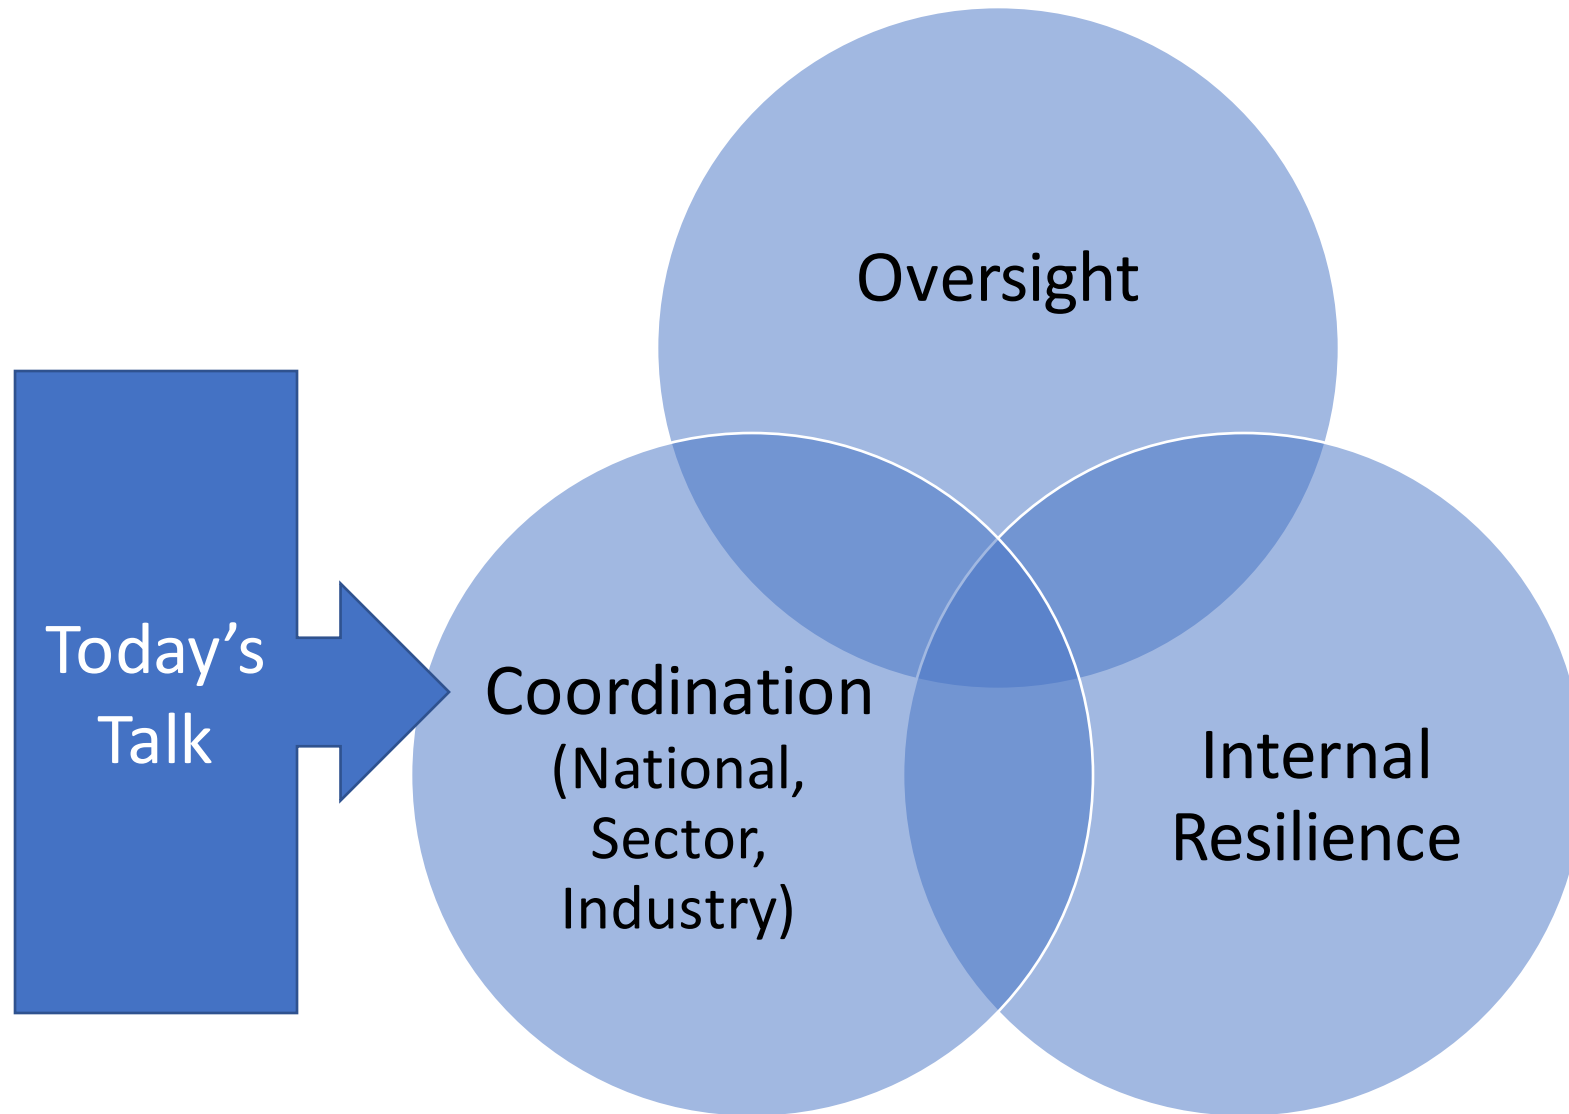 Oversight
Today’s
Talk
Coordination
(National,
Sector,
Industry)
Internal
Resilience